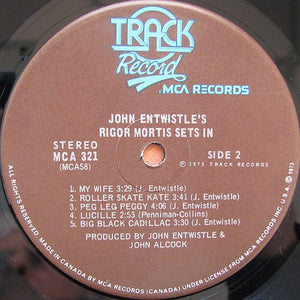 TRACK
Record
MCA RECORDS
JOHN ENTWISTLE'S
RIGOR MORTIS SETS IN
STEREO
MCA 321
(MCA58)
SIDE 2
℗ 1973 TRACK RECORDS
1. MY WIFE 3:29 (J. Entwistle)
2. ROLLER SKATE KATE 4:41 (J. Entwistle)
3. PEG LEG PEGGY 4:06 (J. Entwistle)
4. LUCILLE 2:53 (Penniman-Collins)
5. BIG BLACK CADILLAC 3:30 (J. Entwistle)
PRODUCED BY JOHN ENTWISTLE &
JOHN ALCOCK
ALL RIGHTS RESERVED. MADE IN CANADA BY MCA RECORDS (CANADA) UNDER LICENSE FROM MCA RECORDS INC. © 1973